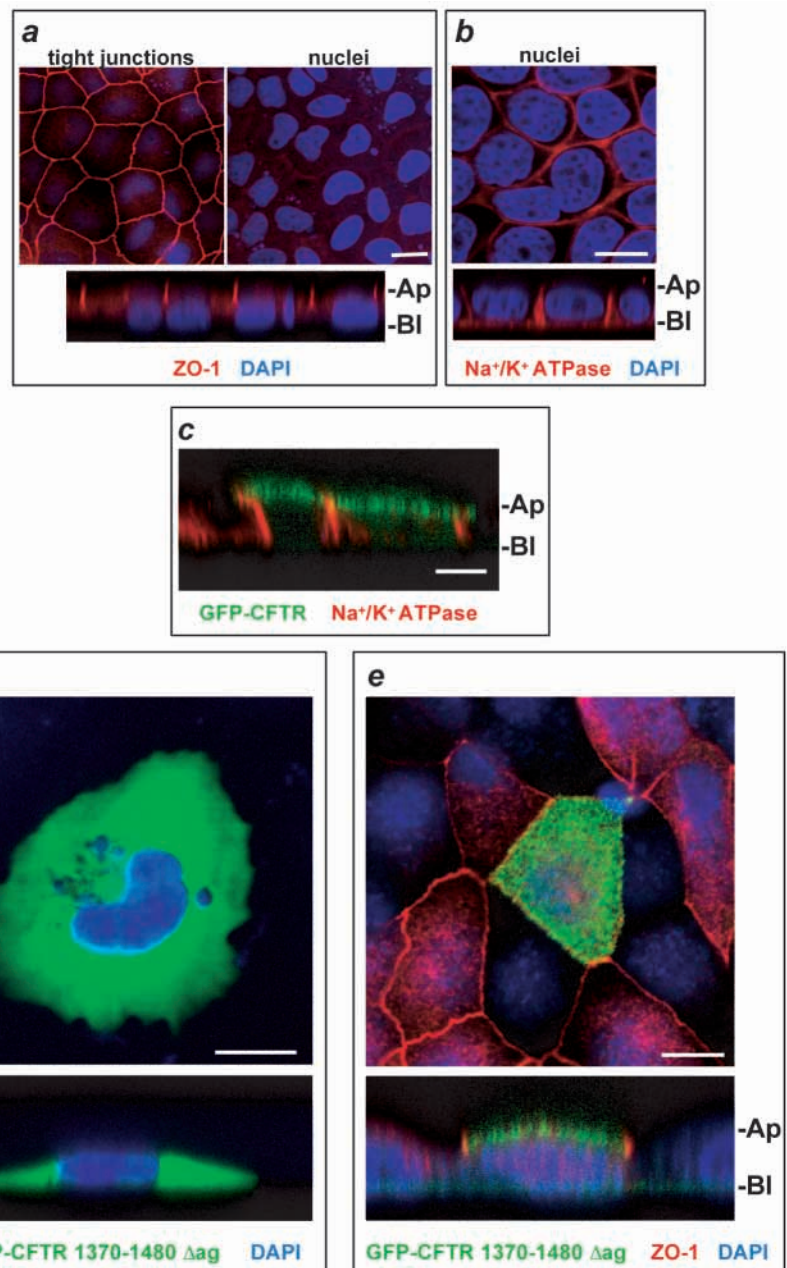 a
tight junctions nuclei
-Ap
-Bl
ZO-1 DAPI
b
nuclei
-Ap
-Bl
Na⁺/K⁺ ATPase DAPI
c
-Ap
-Bl
GFP-CFTR Na⁺/K⁺ ATPase
-CFTR 1370-1480 Δag DAPI
e
-Ap
-Bl
GFP-CFTR 1370-1480 Δag ZO-1 DAPI